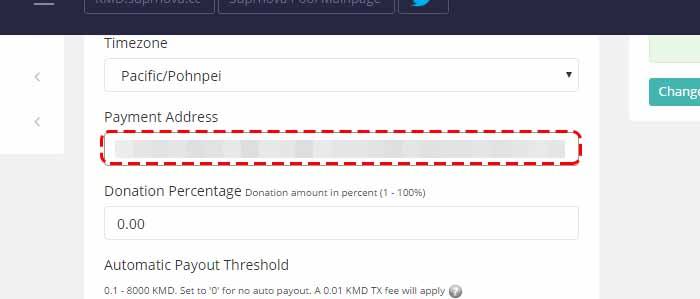 KMD.suprnova.cc
Suprnova Pool Mainpage
Timezone
Pacific/Pohnpei
Change
Payment Address
Donation Percentage Donation amount in percent (1 - 100%)
0.00
Automatic Payout Threshold
0.1 - 8000 KMD. Set to '0' for no auto payout. A 0.01 KMD TX fee will apply ?